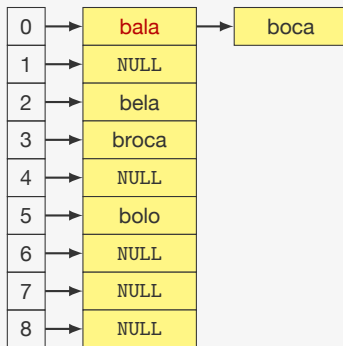 0 bala boca
1 NULL
2 bela
3 broca
4 NULL
5 bolo
6 NULL
7 NULL
8 NULL